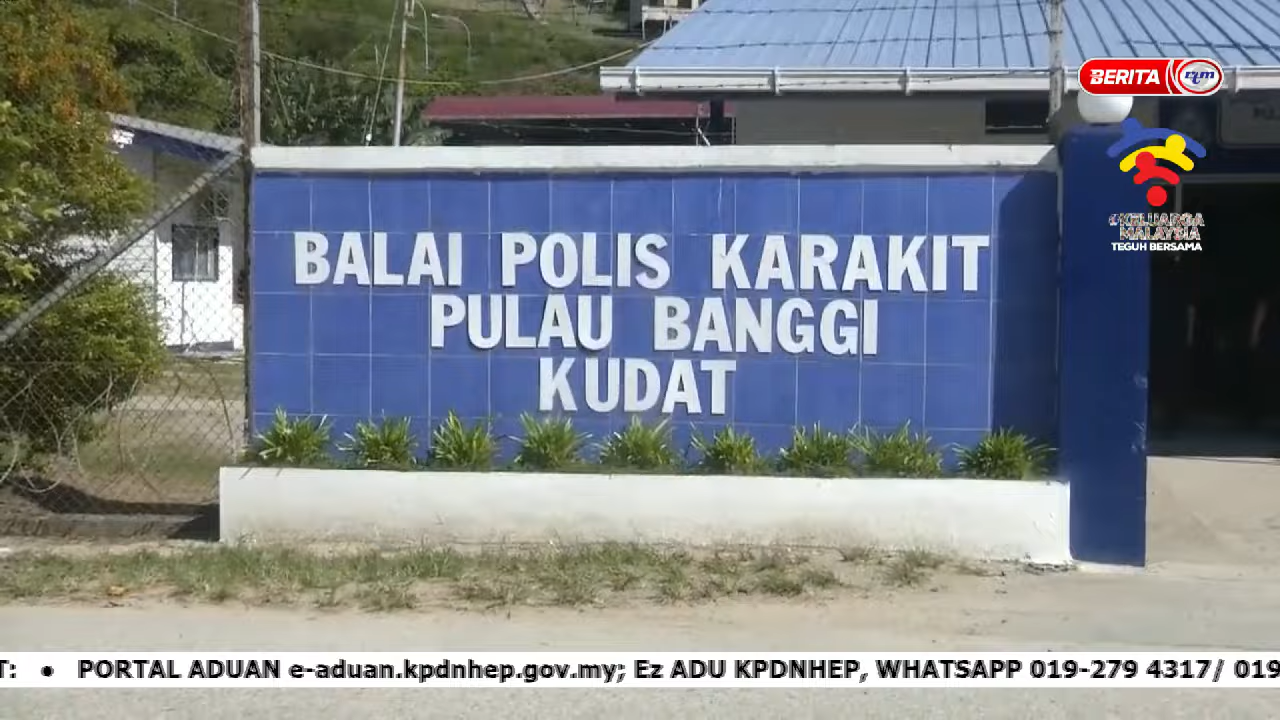 BERITA rtm
#KELUARGA
MALAYSIA
TEGUH BERSAMA
BALAI POLIS KARAKIT
PULAU BANGGI
KUDAT
T: • PORTAL ADUAN e-aduan.kpdnhep.gov.my; Ez ADU KPDNHEP, WHATSAPP 019-279 4317/ 019